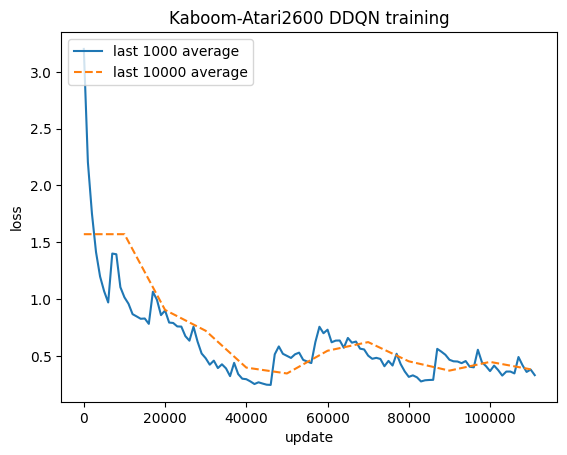 Kaboom-Atari2600 DDQN training
last 1000 average
last 10000 average
3.0
2.5
2.0
1.5
1.0
0.5
loss
0
20000
40000
60000
80000
100000
update